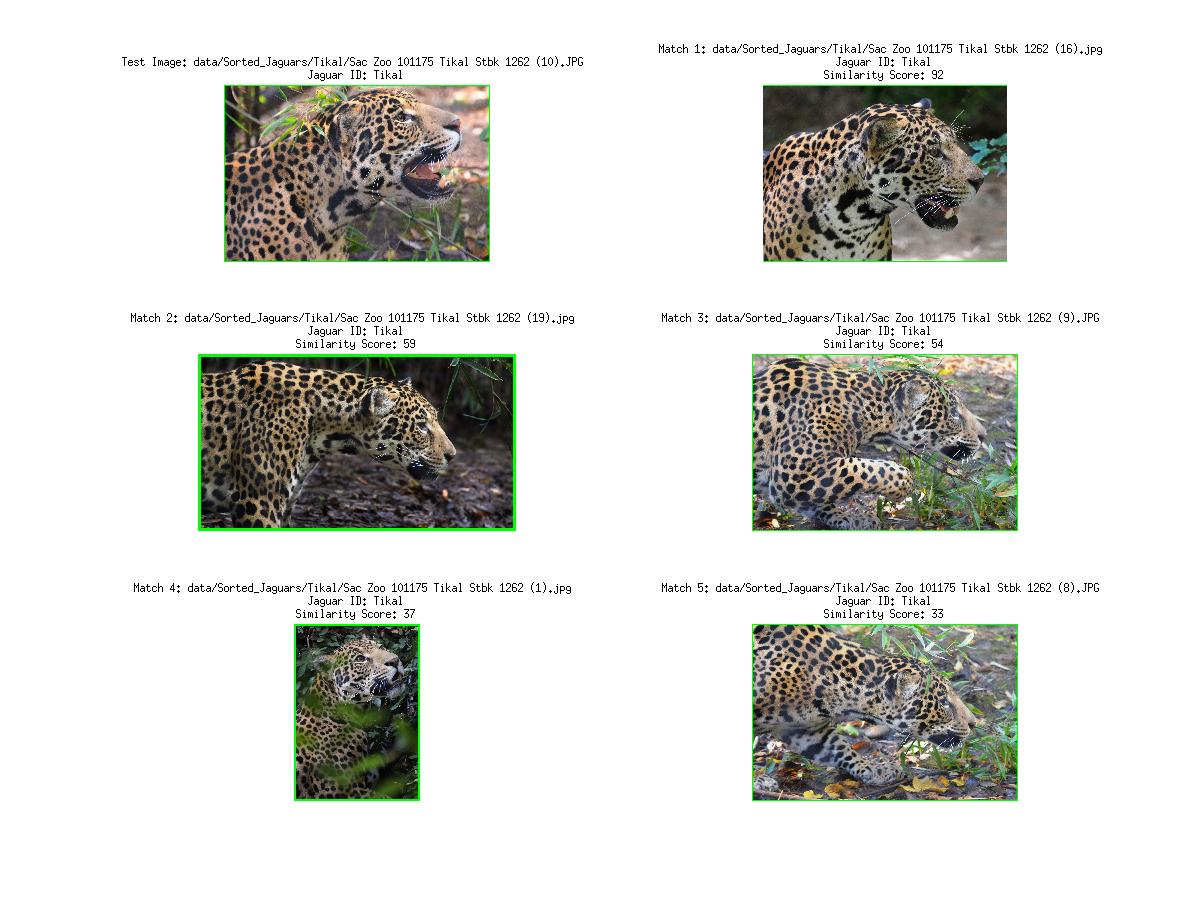 Test Image: data/Sorted_Jaguars/Tikal/Sac Zoo 101175 Tikal Stbk 1262 (10).JPG
Jaguar ID: Tikal
Match 1: data/Sorted_Jaguars/Tikal/Sac Zoo 101175 Tikal Stbk 1262 (16).jpg
Jaguar ID: Tikal
Similarity Score: 92
Match 2: data/Sorted_Jaguars/Tikal/Sac Zoo 101175 Tikal Stbk 1262 (19).jpg
Jaguar ID: Tikal
Similarity Score: 59
Match 3: data/Sorted_Jaguars/Tikal/Sac Zoo 101175 Tikal Stbk 1262 (9).JPG
Jaguar ID: Tikal
Similarity Score: 54
Match 4: data/Sorted_Jaguars/Tikal/Sac Zoo 101175 Tikal Stbk 1262 (1).jpg
Jaguar ID: Tikal
Similarity Score: 37
Match 5: data/Sorted_Jaguars/Tikal/Sac Zoo 101175 Tikal Stbk 1262 (8).JPG
Jaguar ID: Tikal
Similarity Score: 33